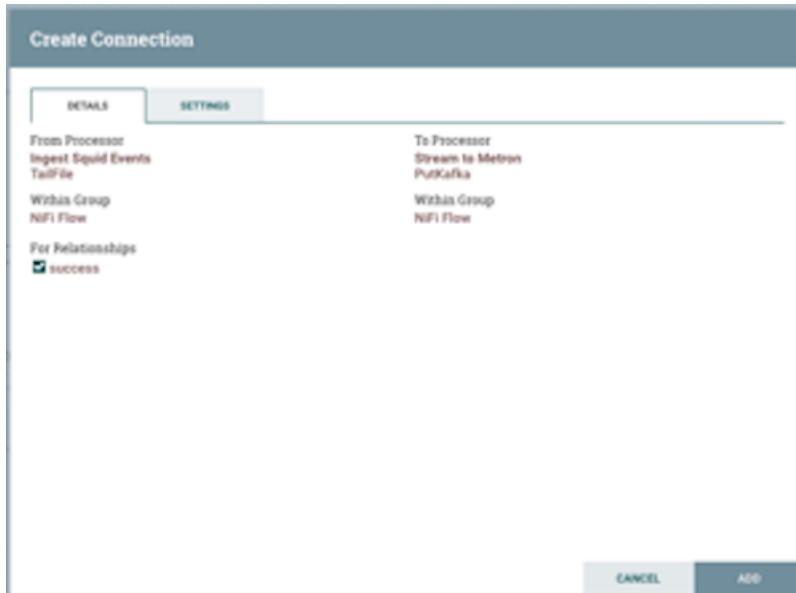 Create Connection
DETAILS SETTINGS
From Processor
Ingest Squid Events
TailFile
Within Group
NiFi Flow
For Relationships
success
To Processor
Stream to Metron
PutKafka
Within Group
NiFi Flow
CANCEL ADD